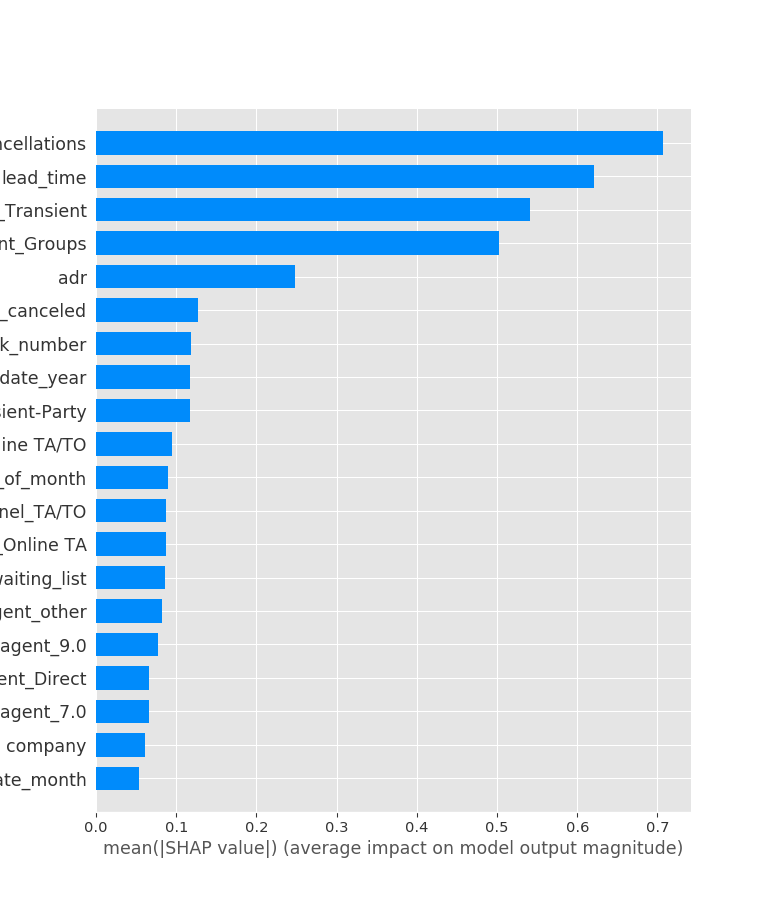 ncellations
lead_time
_Transient
nt_Groups
adr
_canceled
k_number
date_year
sient-Party
ine TA/TO
_of_month
nel_TA/TO
_Online TA
waiting_list
gent_other
agent_9.0
ent_Direct
agent_7.0
company
ate_month
0.0 0.1 0.2 0.3 0.4 0.5 0.6 0.7
mean(|SHAP value|) (average impact on model output magnitude)